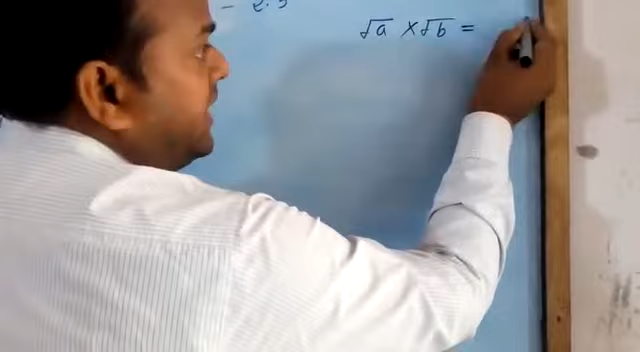 √a × √b =